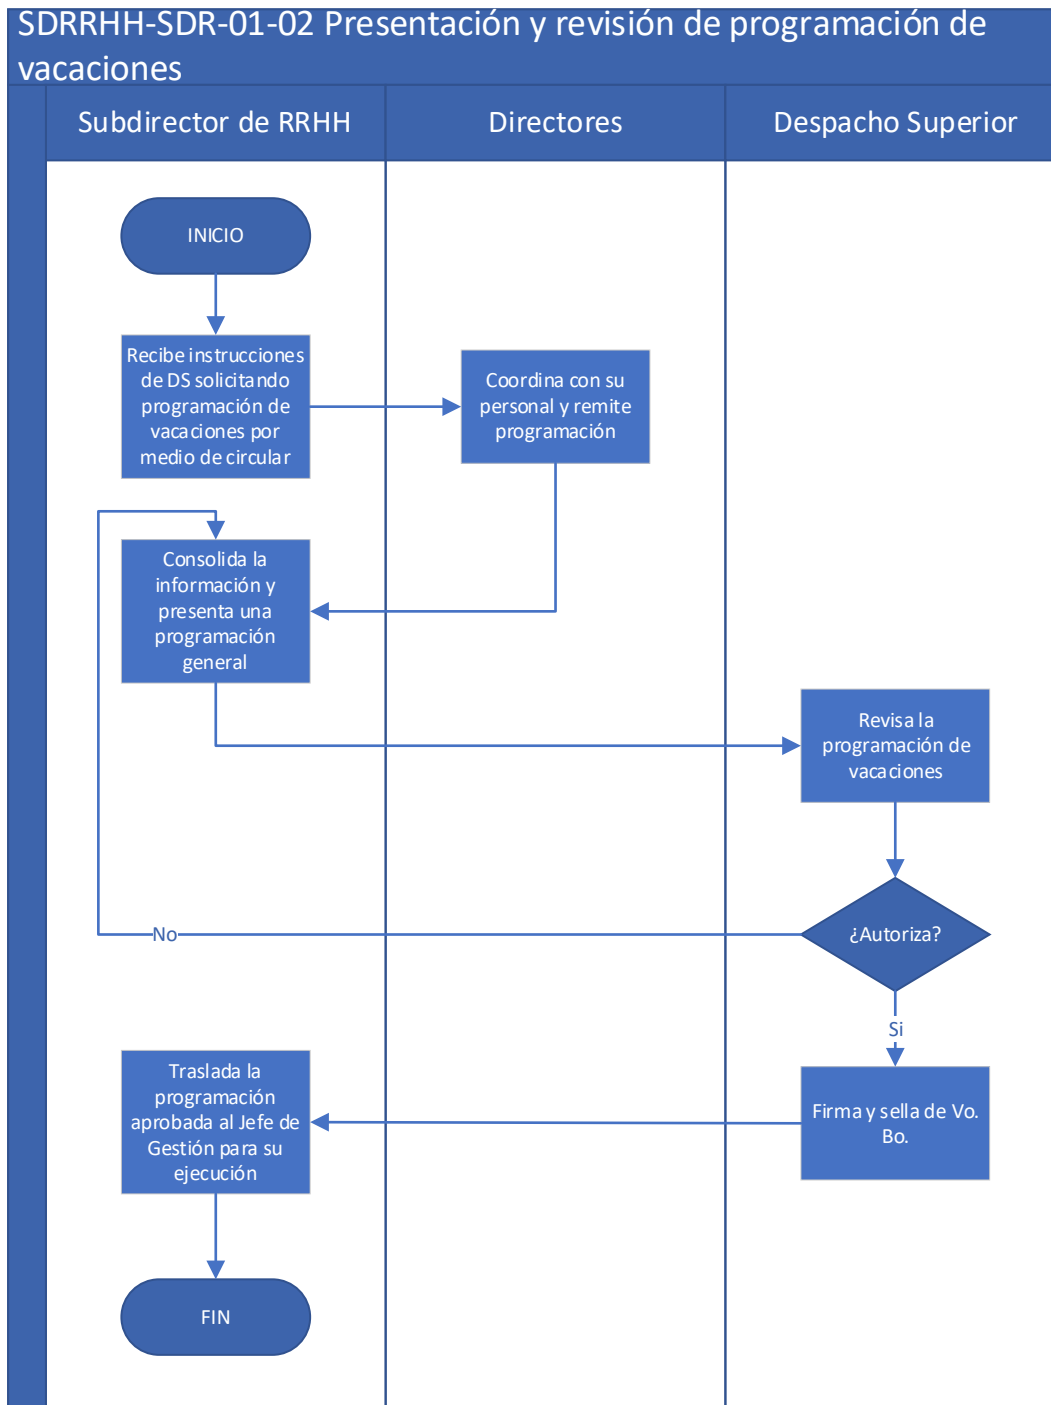 SDRRHH-SDR-01-02 Presentación y revisión de programación de
vacaciones
Subdirector de RRHH
Directores
Despacho Superior
INICIO
Recibe instrucciones
de DS solicitando
programación de
vacaciones por
medio de circular
Coordina con su
personal y remite
programación
Consolida la
información y
presenta una
programación
general
Revisa la
programación de
vacaciones
¿Autoriza?
No
Si
Traslada la
programación
aprobada al Jefe de
Gestión para su
ejecución
Firma y sella de Vo.
Bo.
FIN